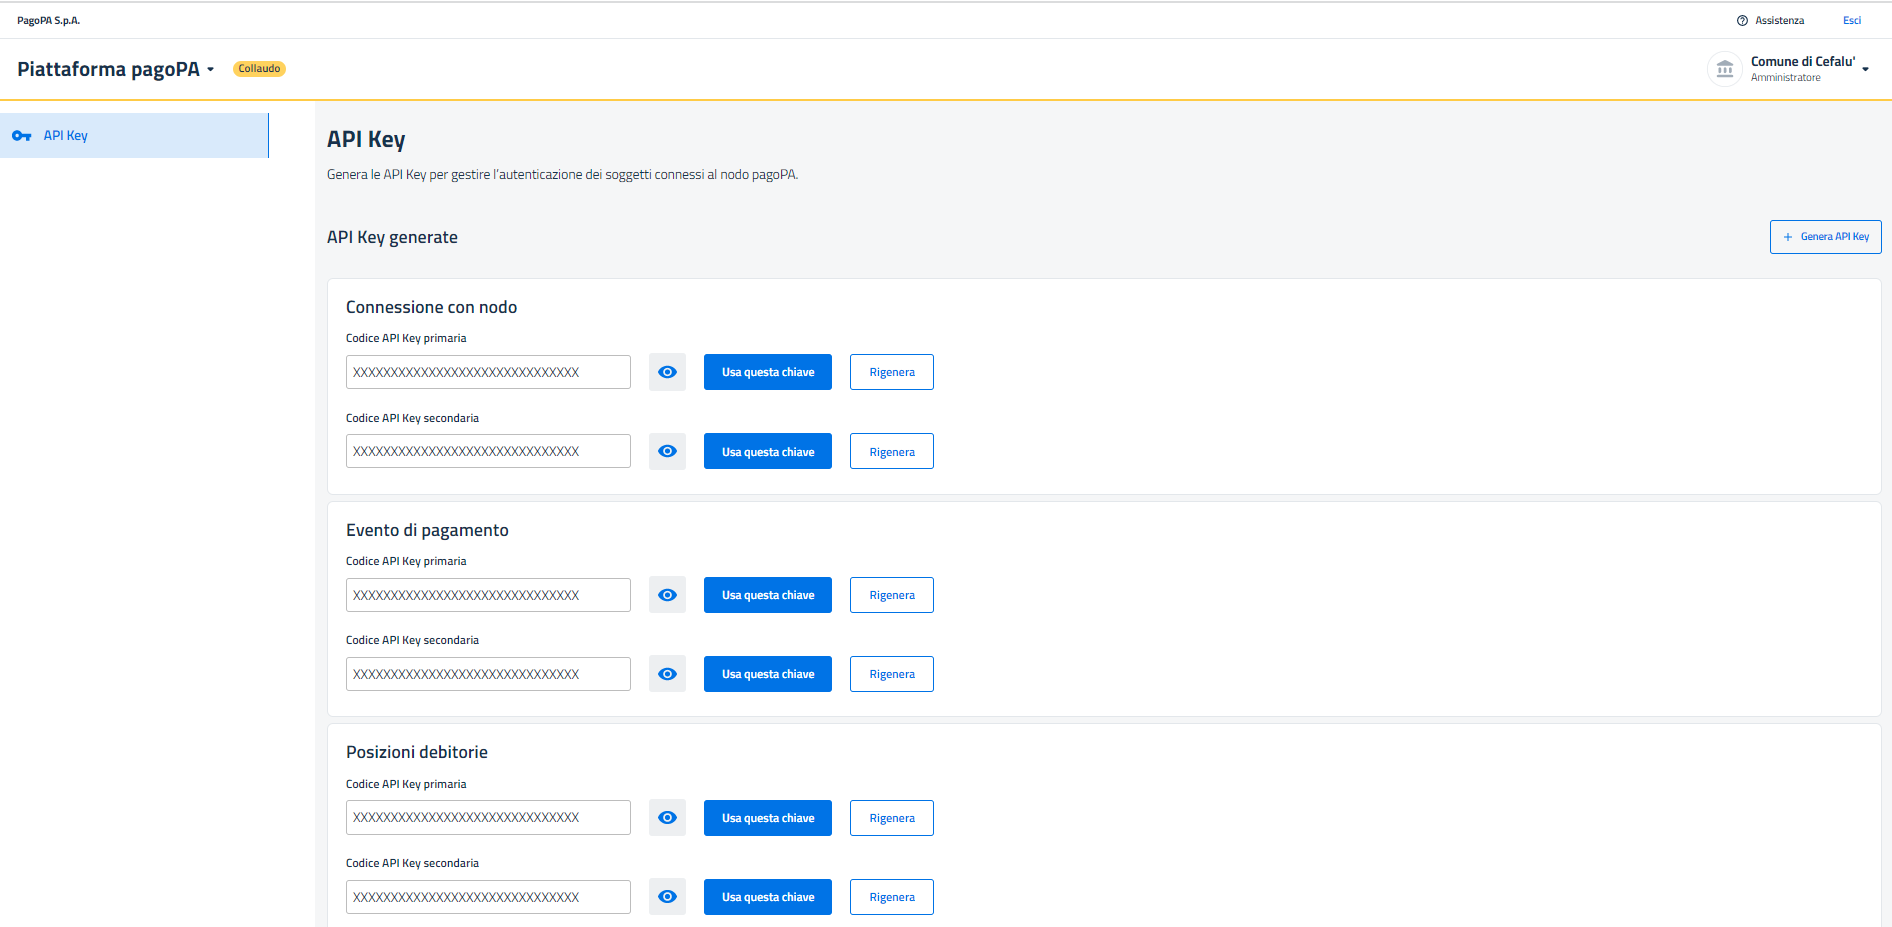 PagoPA S.p.A.
Assistenza
Esci
Piattaforma pagoPA
Collaudo
Comune di Cefalu'
Amministratore
API Key
API Key
Genera le API Key per gestire l'autenticazione dei soggetti connessi al nodo pagoPA.
API Key generate
+ Genera API Key
Connessione con nodo
Codice API Key primaria
XXXXXXXXXXXXXXXXXXXXXXXXXXXXXX
Usa questa chiave
Rigenera
Codice API Key secondaria
XXXXXXXXXXXXXXXXXXXXXXXXXXXXXX
Usa questa chiave
Rigenera
Evento di pagamento
Codice API Key primaria
XXXXXXXXXXXXXXXXXXXXXXXXXXXXXX
Usa questa chiave
Rigenera
Codice API Key secondaria
XXXXXXXXXXXXXXXXXXXXXXXXXXXXXX
Usa questa chiave
Rigenera
Posizioni debitorie
Codice API Key primaria
XXXXXXXXXXXXXXXXXXXXXXXXXXXXXX
Usa questa chiave
Rigenera
Codice API Key secondaria
XXXXXXXXXXXXXXXXXXXXXXXXXXXXXX
Usa questa chiave
Rigenera